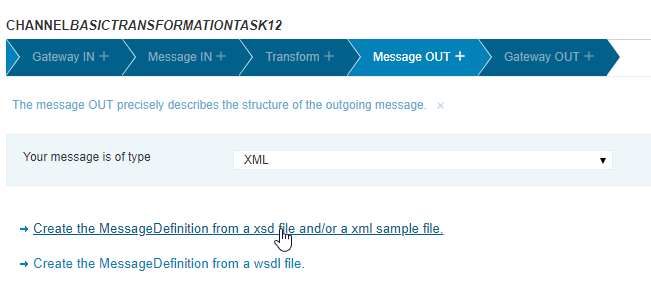 CHANNELBASICTRANSFORMATIONTASK12
Gateway IN + Message IN + Transform + Message OUT + Gateway OUT +
The message OUT precisely describes the structure of the outgoing message. ×
Your message is of type XML ▼
→ Create the MessageDefinition from a xsd file and/or a xml sample file.
→ Create the MessageDefinition from a wsdl file.